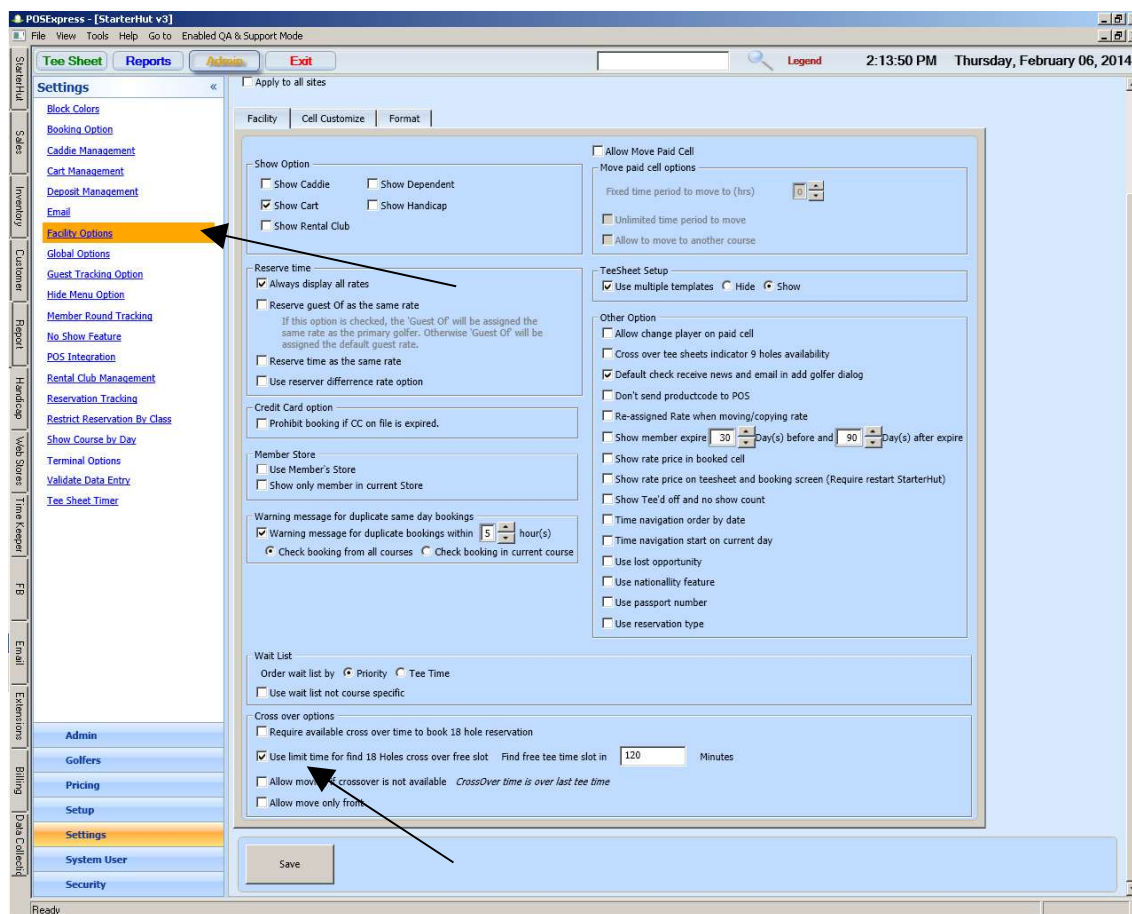 POSExpress - [StarterHut v3]
File View Tools Help Go to Enabled QA & Support Mode
Tee Sheet Reports Admin Exit Legend 2:13:50 PM Thursday, February 06, 2014
StarterHut
Sales
Inventory
Customer
Report
Handicap
Web Stores
Time Keeper
FB
Email
Extensions
Billing
Data Collectic
Settings «
Block Colors
Booking Option
Caddie Management
Cart Management
Deposit Management
Email
Facility Options
Global Options
Guest Tracking Option
Hide Menu Option
Member Round Tracking
No Show Feature
POS Integration
Rental Club Management
Reservation Tracking
Restrict Reservation By Class
Show Course by Day
Terminal Options
Validate Data Entry
Tee Sheet Timer
Admin
Golfers
Pricing
Setup
Settings
System User
Security
Apply to all sites
Facility Cell Customize Format
Show Option
Show Caddie Show Dependent
Show Cart Show Handicap
Show Rental Club
Reserve time
Always display all rates
Reserve guest Of as the same rate
If this option is checked, the 'Guest Of' will be assigned the
same rate as the primary golfer. Otherwise 'Guest Of' will be
assigned the default guest rate.
Reserve time as the same rate
Use reserver differrence rate option
Credit Card option
Prohibit booking if CC on file is expired.
Member Store
Use Member's Store
Show only member in current Store
Warning message for duplicate same day bookings
Warning message for duplicate bookings within 5 hour(s)
Check booking from all courses Check booking in current course
Allow Move Paid Cell
Move paid cell options
Fixed time period to move to (hrs) 0
Unlimited time period to move
Allow to move to another course
TeeSheet Setup
Use multiple templates Hide Show
Other Option
Allow change player on paid cell
Cross over tee sheets indicator 9 holes availability
Default check receive news and email in add golfer dialog
Don't send productcode to POS
Re-assigned Rate when moving/copying rate
Show member expire 30 Day(s) before and 90 Day(s) after expire
Show rate price in booked cell
Show rate price on teesheet and booking screen (Require restart StarterHut)
Show Tee'd off and no show count
Time navigation order by date
Time navigation start on current day
Use lost opportunity
Use nationallity feature
Use passport number
Use reservation type
Wait List
Order wait list by Priority Tee Time
Use wait list not course specific
Cross over options
Require available cross over time to book 18 hole reservation
Use limit time for find 18 Holes cross over free slot Find free tee time slot in 120 Minutes
Allow move if crossover is not available CrossOver time is over last tee time
Allow move only front
Save
Ready